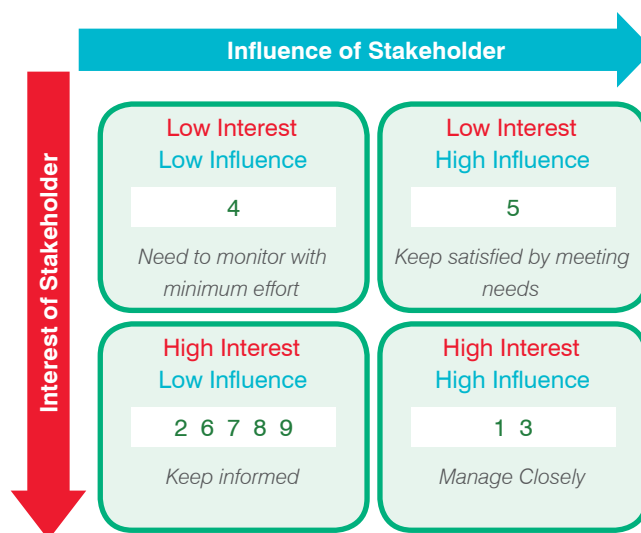 Influence of Stakeholder
Interest of Stakeholder
Low Interest
Low Influence
4
Need to monitor with
minimum effort
Low Interest
High Influence
5
Keep satisfied by meeting
needs
High Interest
Low Influence
2 6 7 8 9
Keep informed
High Interest
High Influence
1 3
Manage Closely